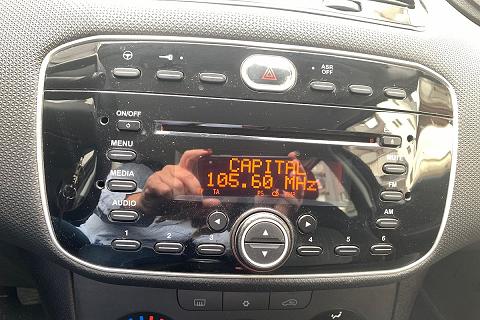 ASR
OFF
ON/OFF
MENU
MEDIA
AUDIO
CAPITAL
105.60 MHz
TA
MUTE
FM
AM
1
2
3
4
5
6